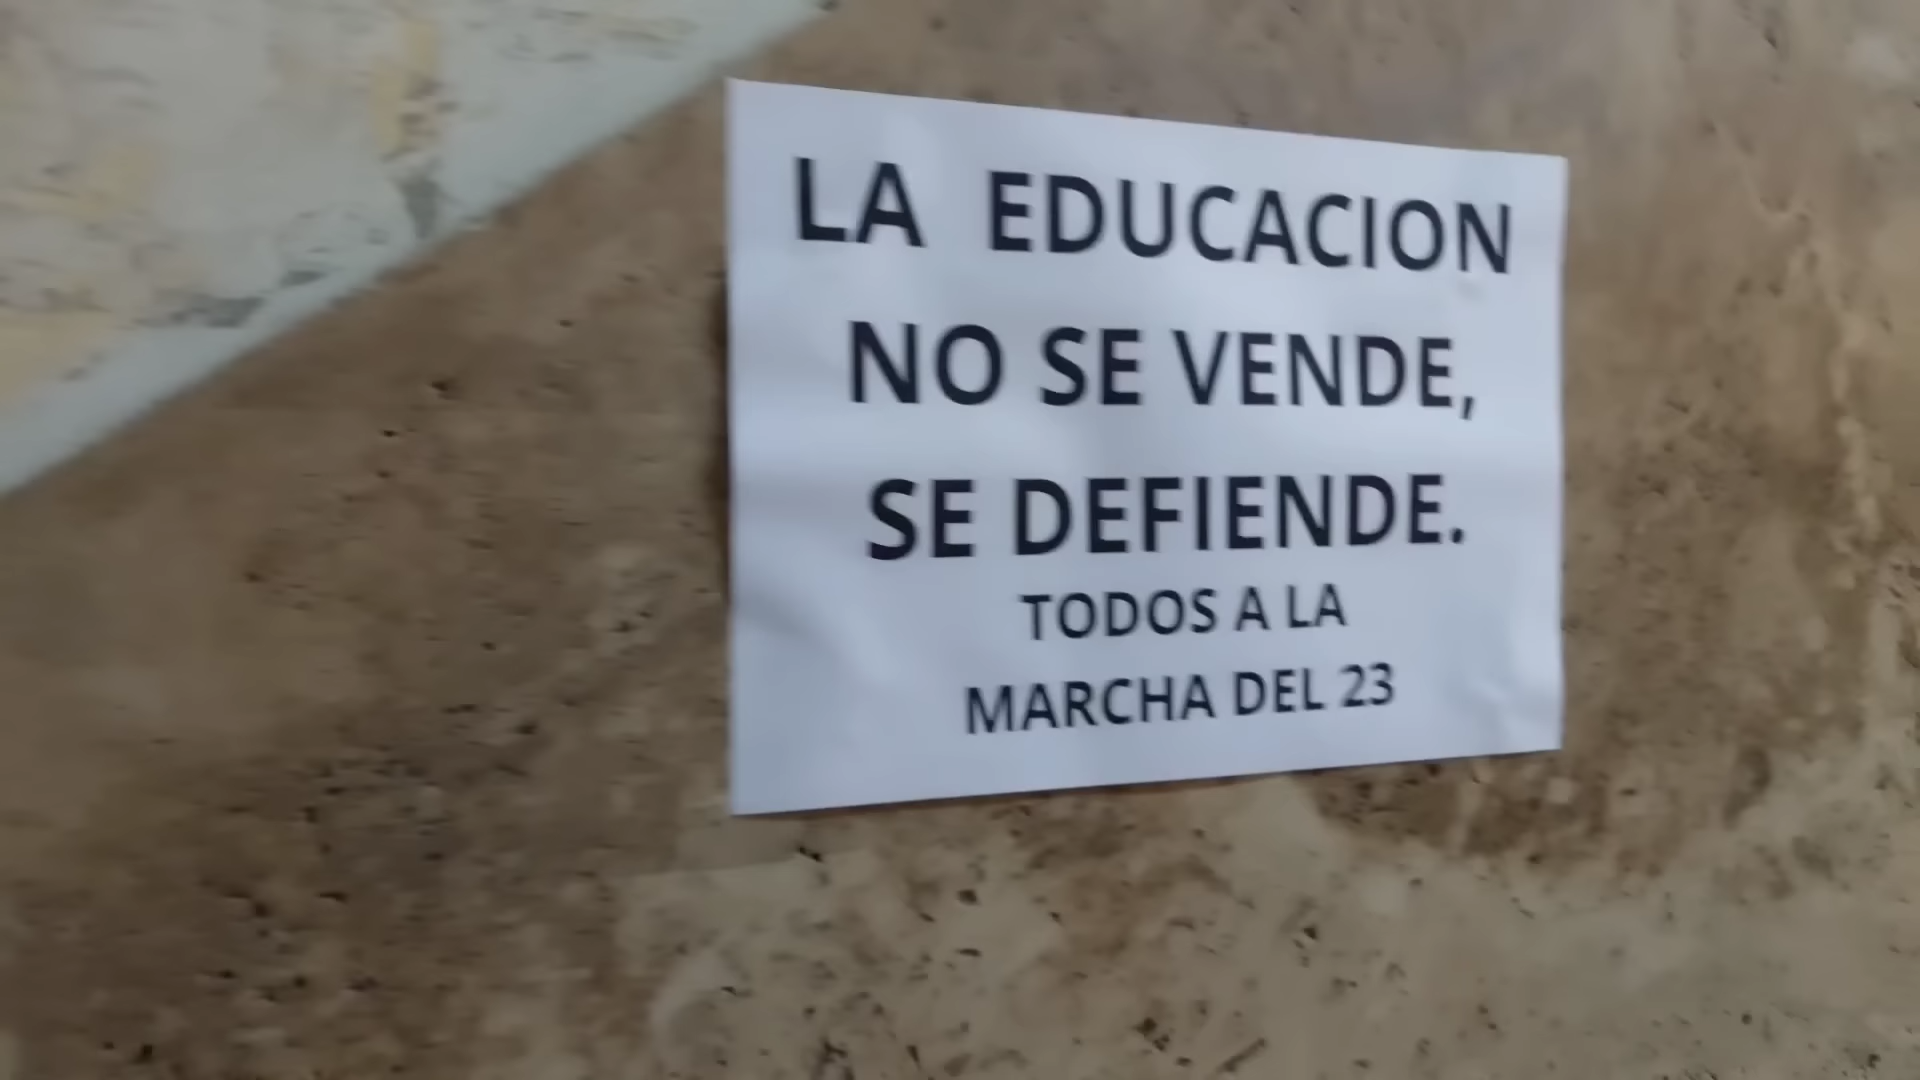 LA EDUCACION
NO SE VENDE,
SE DEFIENDE.
TODOS A LA
MARCHA DEL 23